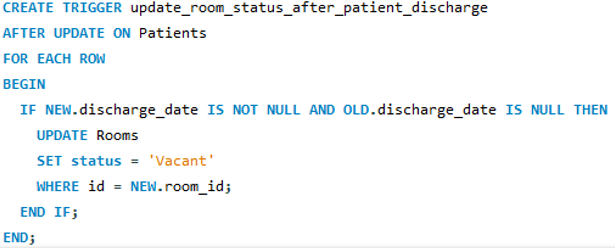 CREATE TRIGGER update_room_status_after_patient_discharge
AFTER UPDATE ON Patients
FOR EACH ROW
BEGIN
  IF NEW.discharge_date IS NOT NULL AND OLD.discharge_date IS NULL THEN
    UPDATE Rooms
    SET status = 'Vacant'
    WHERE id = NEW.room_id;
  END IF;
END;